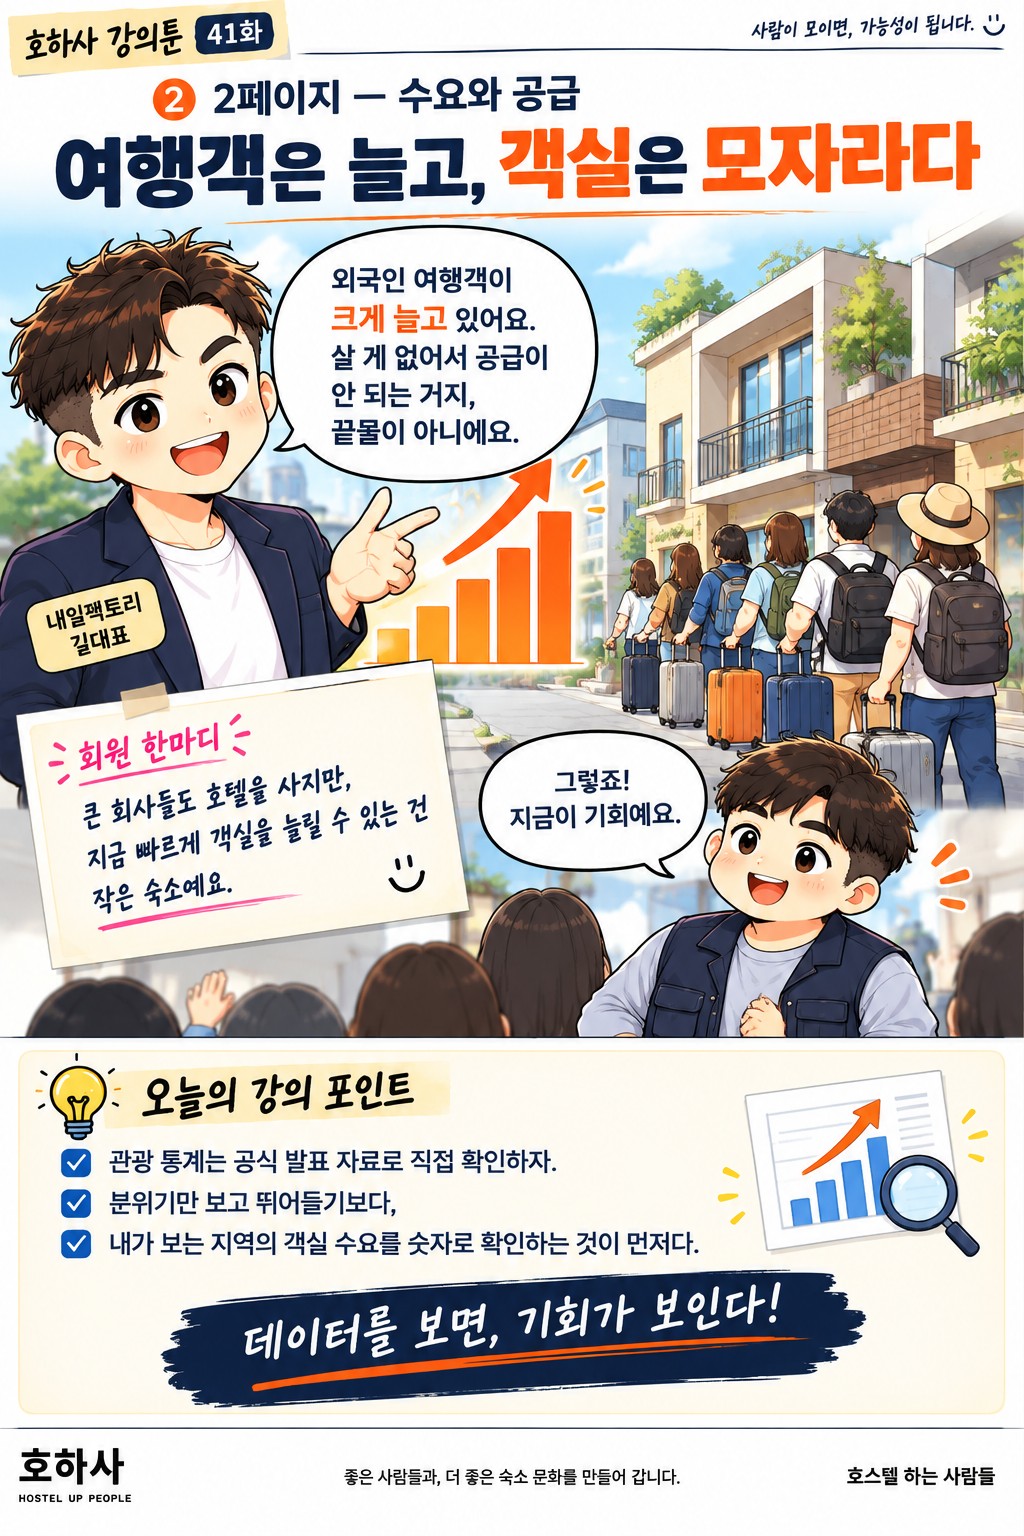 호하사 강의툰 41화
사람이 모이면, 가능성이 됩니다.
2 2페이지 — 수요와 공급
여행객은 늘고, 객실은 모자라다
외국인 여행객이
크게 늘고 있어요.
살 게 없어서 공급이
안 되는 거지,
끝물이 아니에요.
내일팩토리
길대표
회원 한마디
큰 회사들도 호텔을 사지만,
지금 빠르게 객실을 늘릴 수 있는 건
작은 숙소예요.
그렇죠!
지금이 기회예요.
오늘의 강의 포인트
관광 통계는 공식 발표 자료로 직접 확인하자.
분위기만 보고 뛰어들기보다,
내가 보는 지역의 객실 수요를 숫자로 확인하는 것이 먼저다.
데이터를 보면, 기회가 보인다!
호하사
HOSTEL UP PEOPLE
좋은 사람들과, 더 좋은 숙소 문화를 만들어 갑니다.
호스텔 하는 사람들